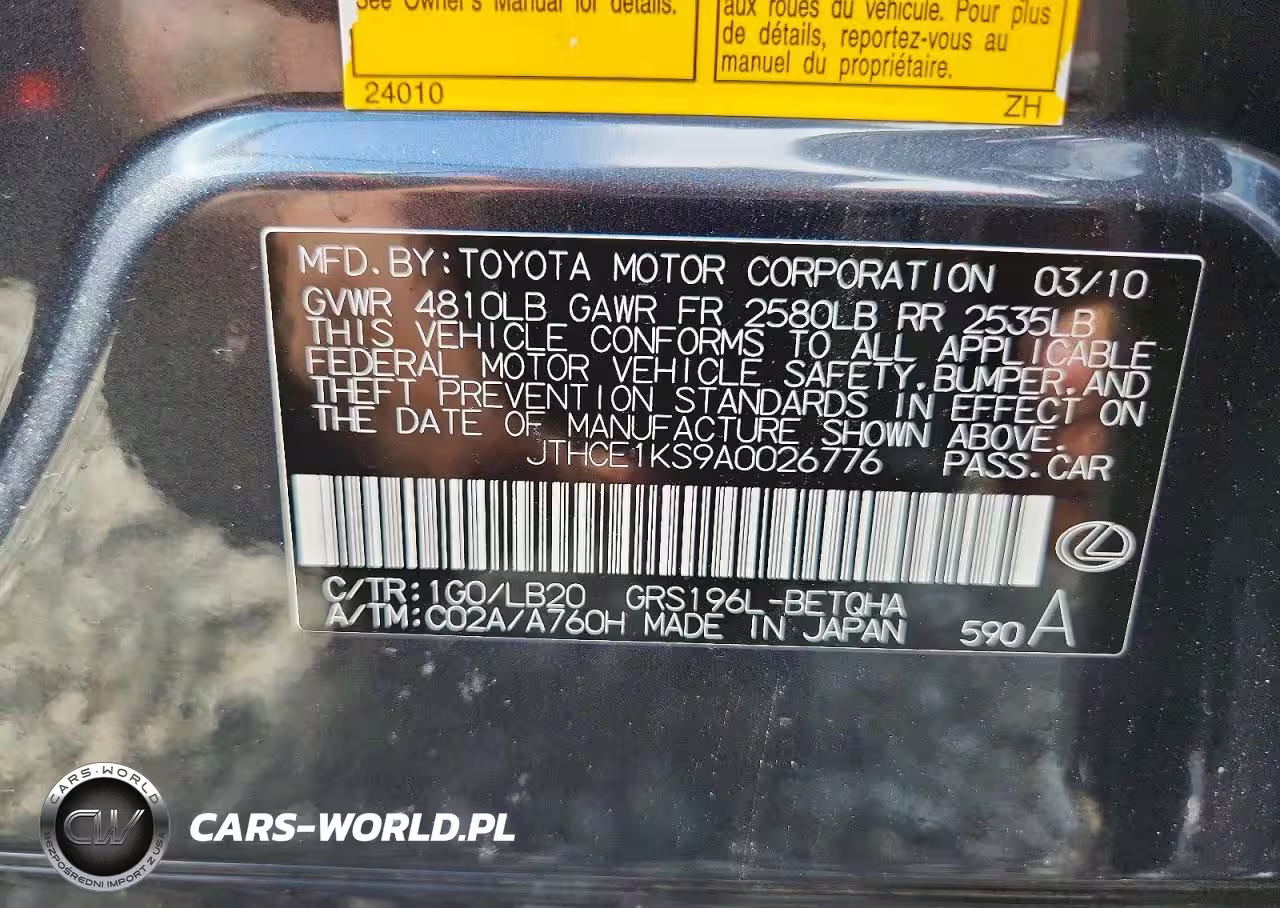 See Owner's Manual for details.
aux roues du véhicule. Pour plus
de détails, reportez-vous au
manuel du propriétaire.
24010
ZH
MFD.BY:TOYOTA MOTOR CORPORATION 03/10
GVWR 4810LB GAWR FR 2580LB RR 2535LB
THIS VEHICLE CONFORMS TO ALL APPLICABLE
FEDERAL MOTOR VEHICLE SAFETY.BUMPER.AND
THEFT PREVENTION STANDARDS IN EFFECT ON
THE DATE OF MANUFACTURE SHOWN ABOVE.
JTHCE1KS9A0026776 PASS.CAR
C/TR:1G0/LB20 GRS196L-BETQHA
A/TM:C02A/A760H MADE IN JAPAN 590A
CARS-WORLD
CW
BEZPOŚREDNI IMPORT Z USA
CARS-WORLD.PL